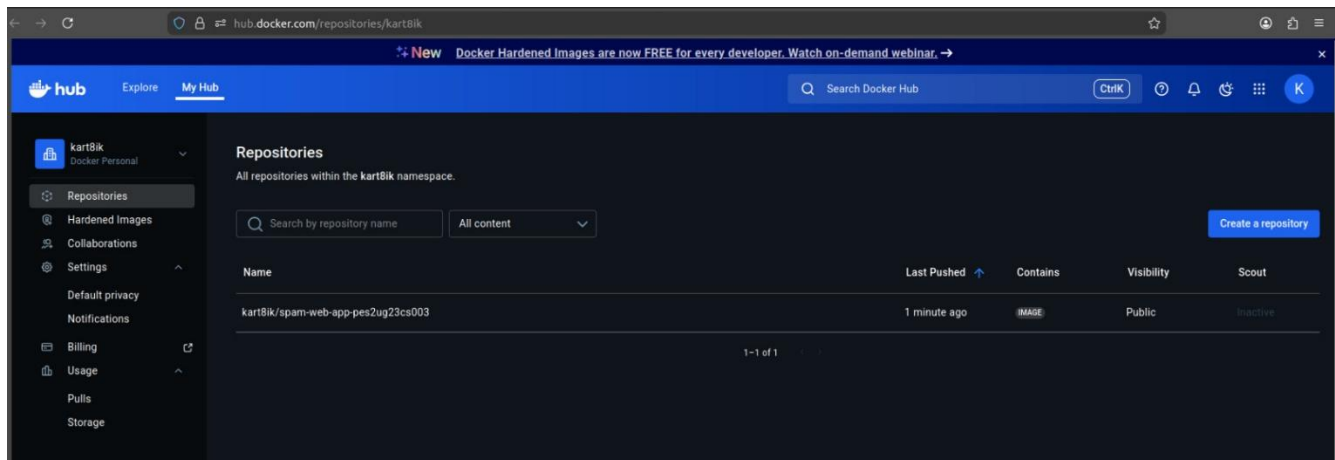 hub.docker.com/repositories/kart8ik
New Docker Hardened Images are now FREE for every developer. Watch on-demand webinar. → ×
hub Explore My Hub Search Docker Hub CtrlK K
kart8ik
Docker Personal
Repositories
Hardened Images
Collaborations
Settings
Default privacy
Notifications
Billing
Usage
Pulls
Storage
Repositories
All repositories within the kart8ik namespace.
Search by repository name All content Create a repository
Name Last Pushed ↑ Contains Visibility Scout
kart8ik/spam-web-app-pes2ug23cs003 1 minute ago IMAGE Public Inactive
1-1 of 1